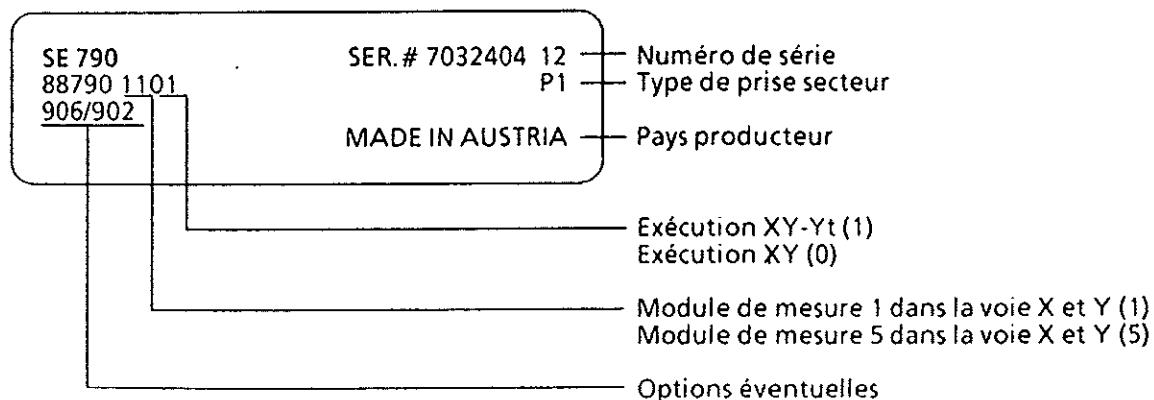 SE 790 SER. # 7032404 12 Numéro de série
88790 1101 P1 Type de prise secteur
906/902
MADE IN AUSTRIA Pays producteur
Exécution XY-Yt (1)
Exécution XY (0)
Module de mesure 1 dans la voie X et Y (1)
Module de mesure 5 dans la voie X et Y (5)
Options éventuelles